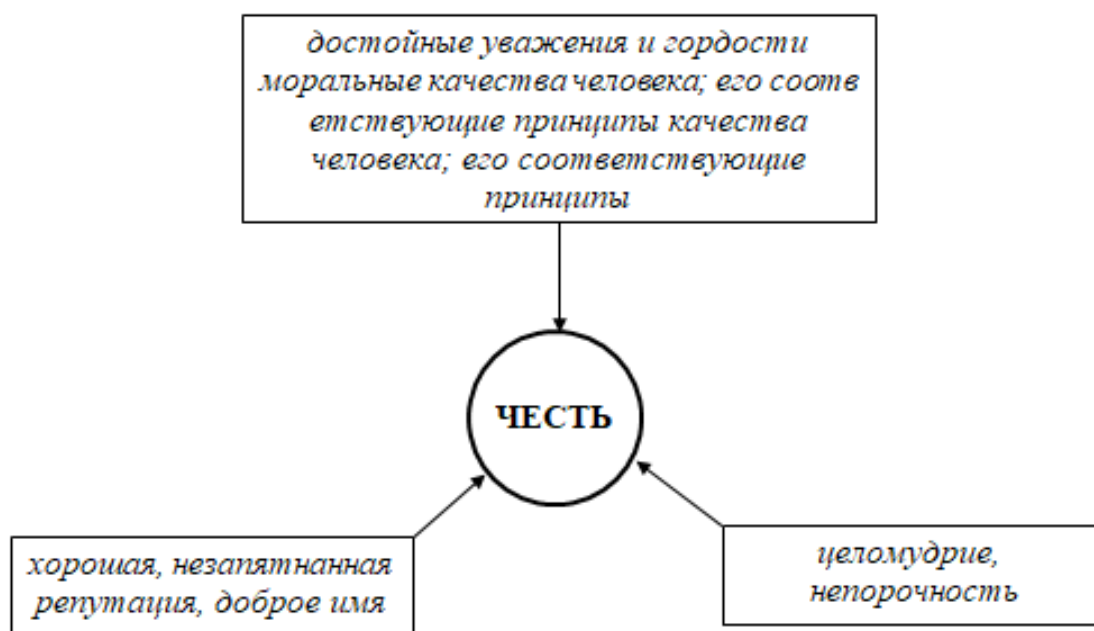 достойные уважения и гордости
моральные качества человека; его соотв
етствующие принципы качества
человека; его соответствующие
принципы
ЧЕСТЬ
хорошая, незапятнанная
репутация, доброе имя
целомудрие,
непорочность